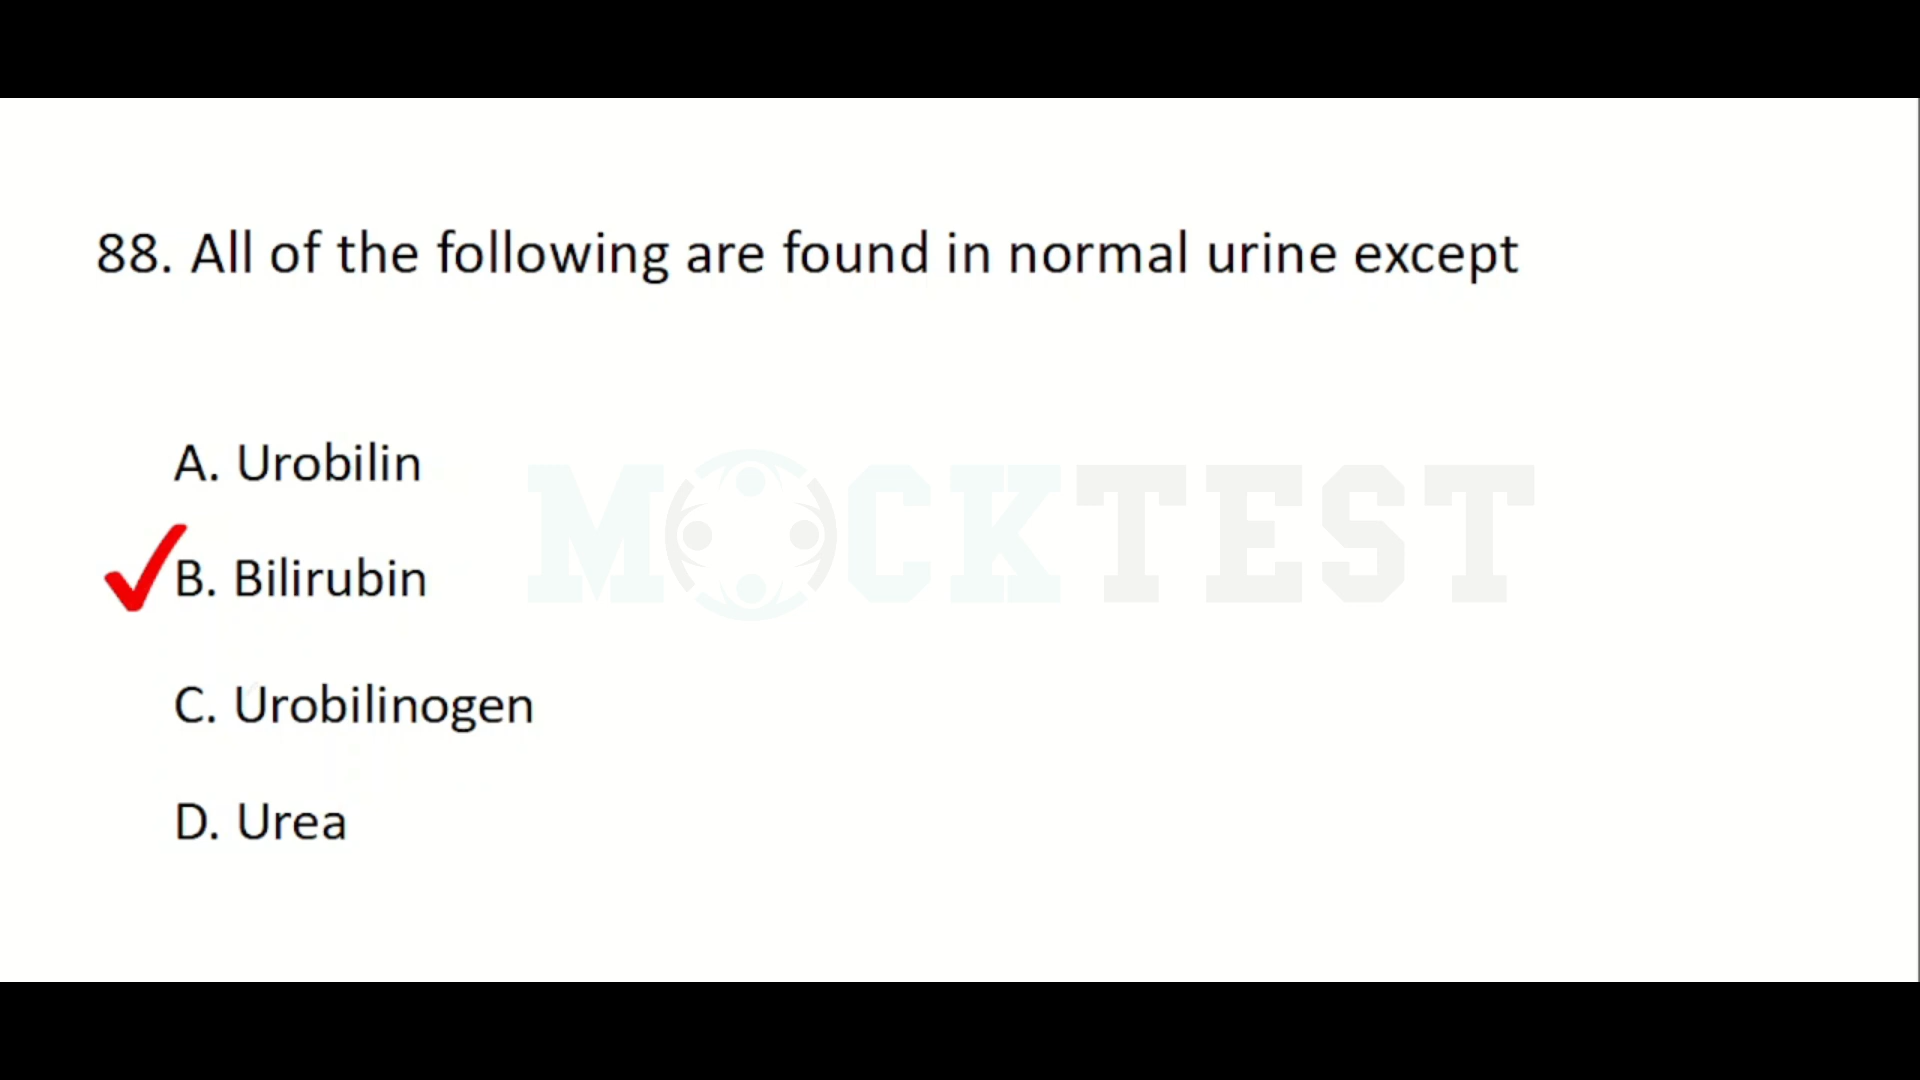 88. All of the following are found in normal urine except
A. Urobilin
MOCKTEST
B. Bilirubin
C. Urobilinogen
D. Urea